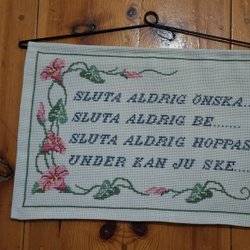 SLUTA ALDRIG ÖNSKA...
SLUTA ALDRIG BE.......
SLUTA ALDRIG HOPPAS
UNDER KAN JU SKE....